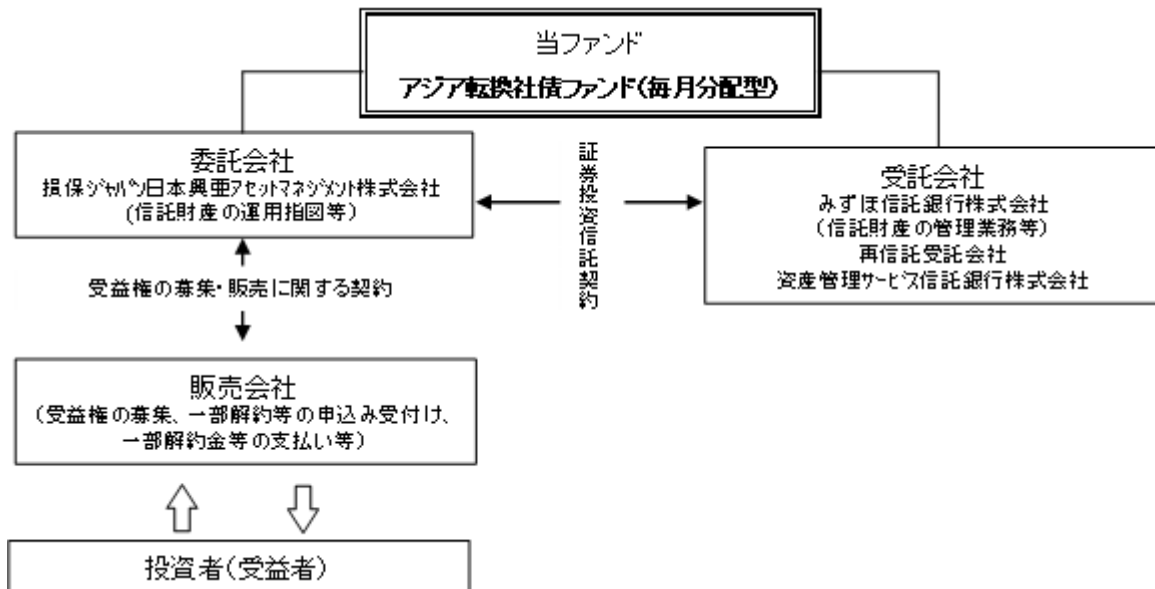 当ファンド
アジア転換社債ファンド(毎月分配型)
委託会社
損保ジャパン日本興亜アセットマネジメント株式会社
(信託財産の運用指図等)
証券投資信託契約
受託会社
みずほ信託銀行株式会社
(信託財産の管理業務等)
再信託受託会社
資産管理サービス信託銀行株式会社
受益権の募集・販売に関する契約
販売会社
(受益権の募集、一部解約等の申込み受付け、
一部解約金等の支払い等)
投資者(受益者)